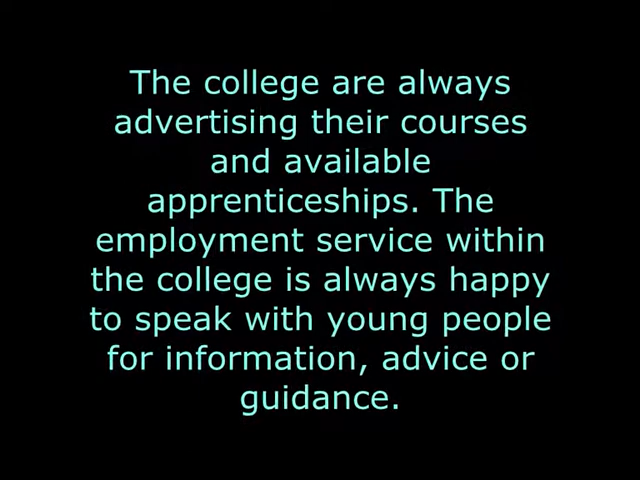 The college are always
advertising their courses
and available
apprenticeships. The
employment service within
the college is always happy
to speak with young people
for information, advice or
guidance.